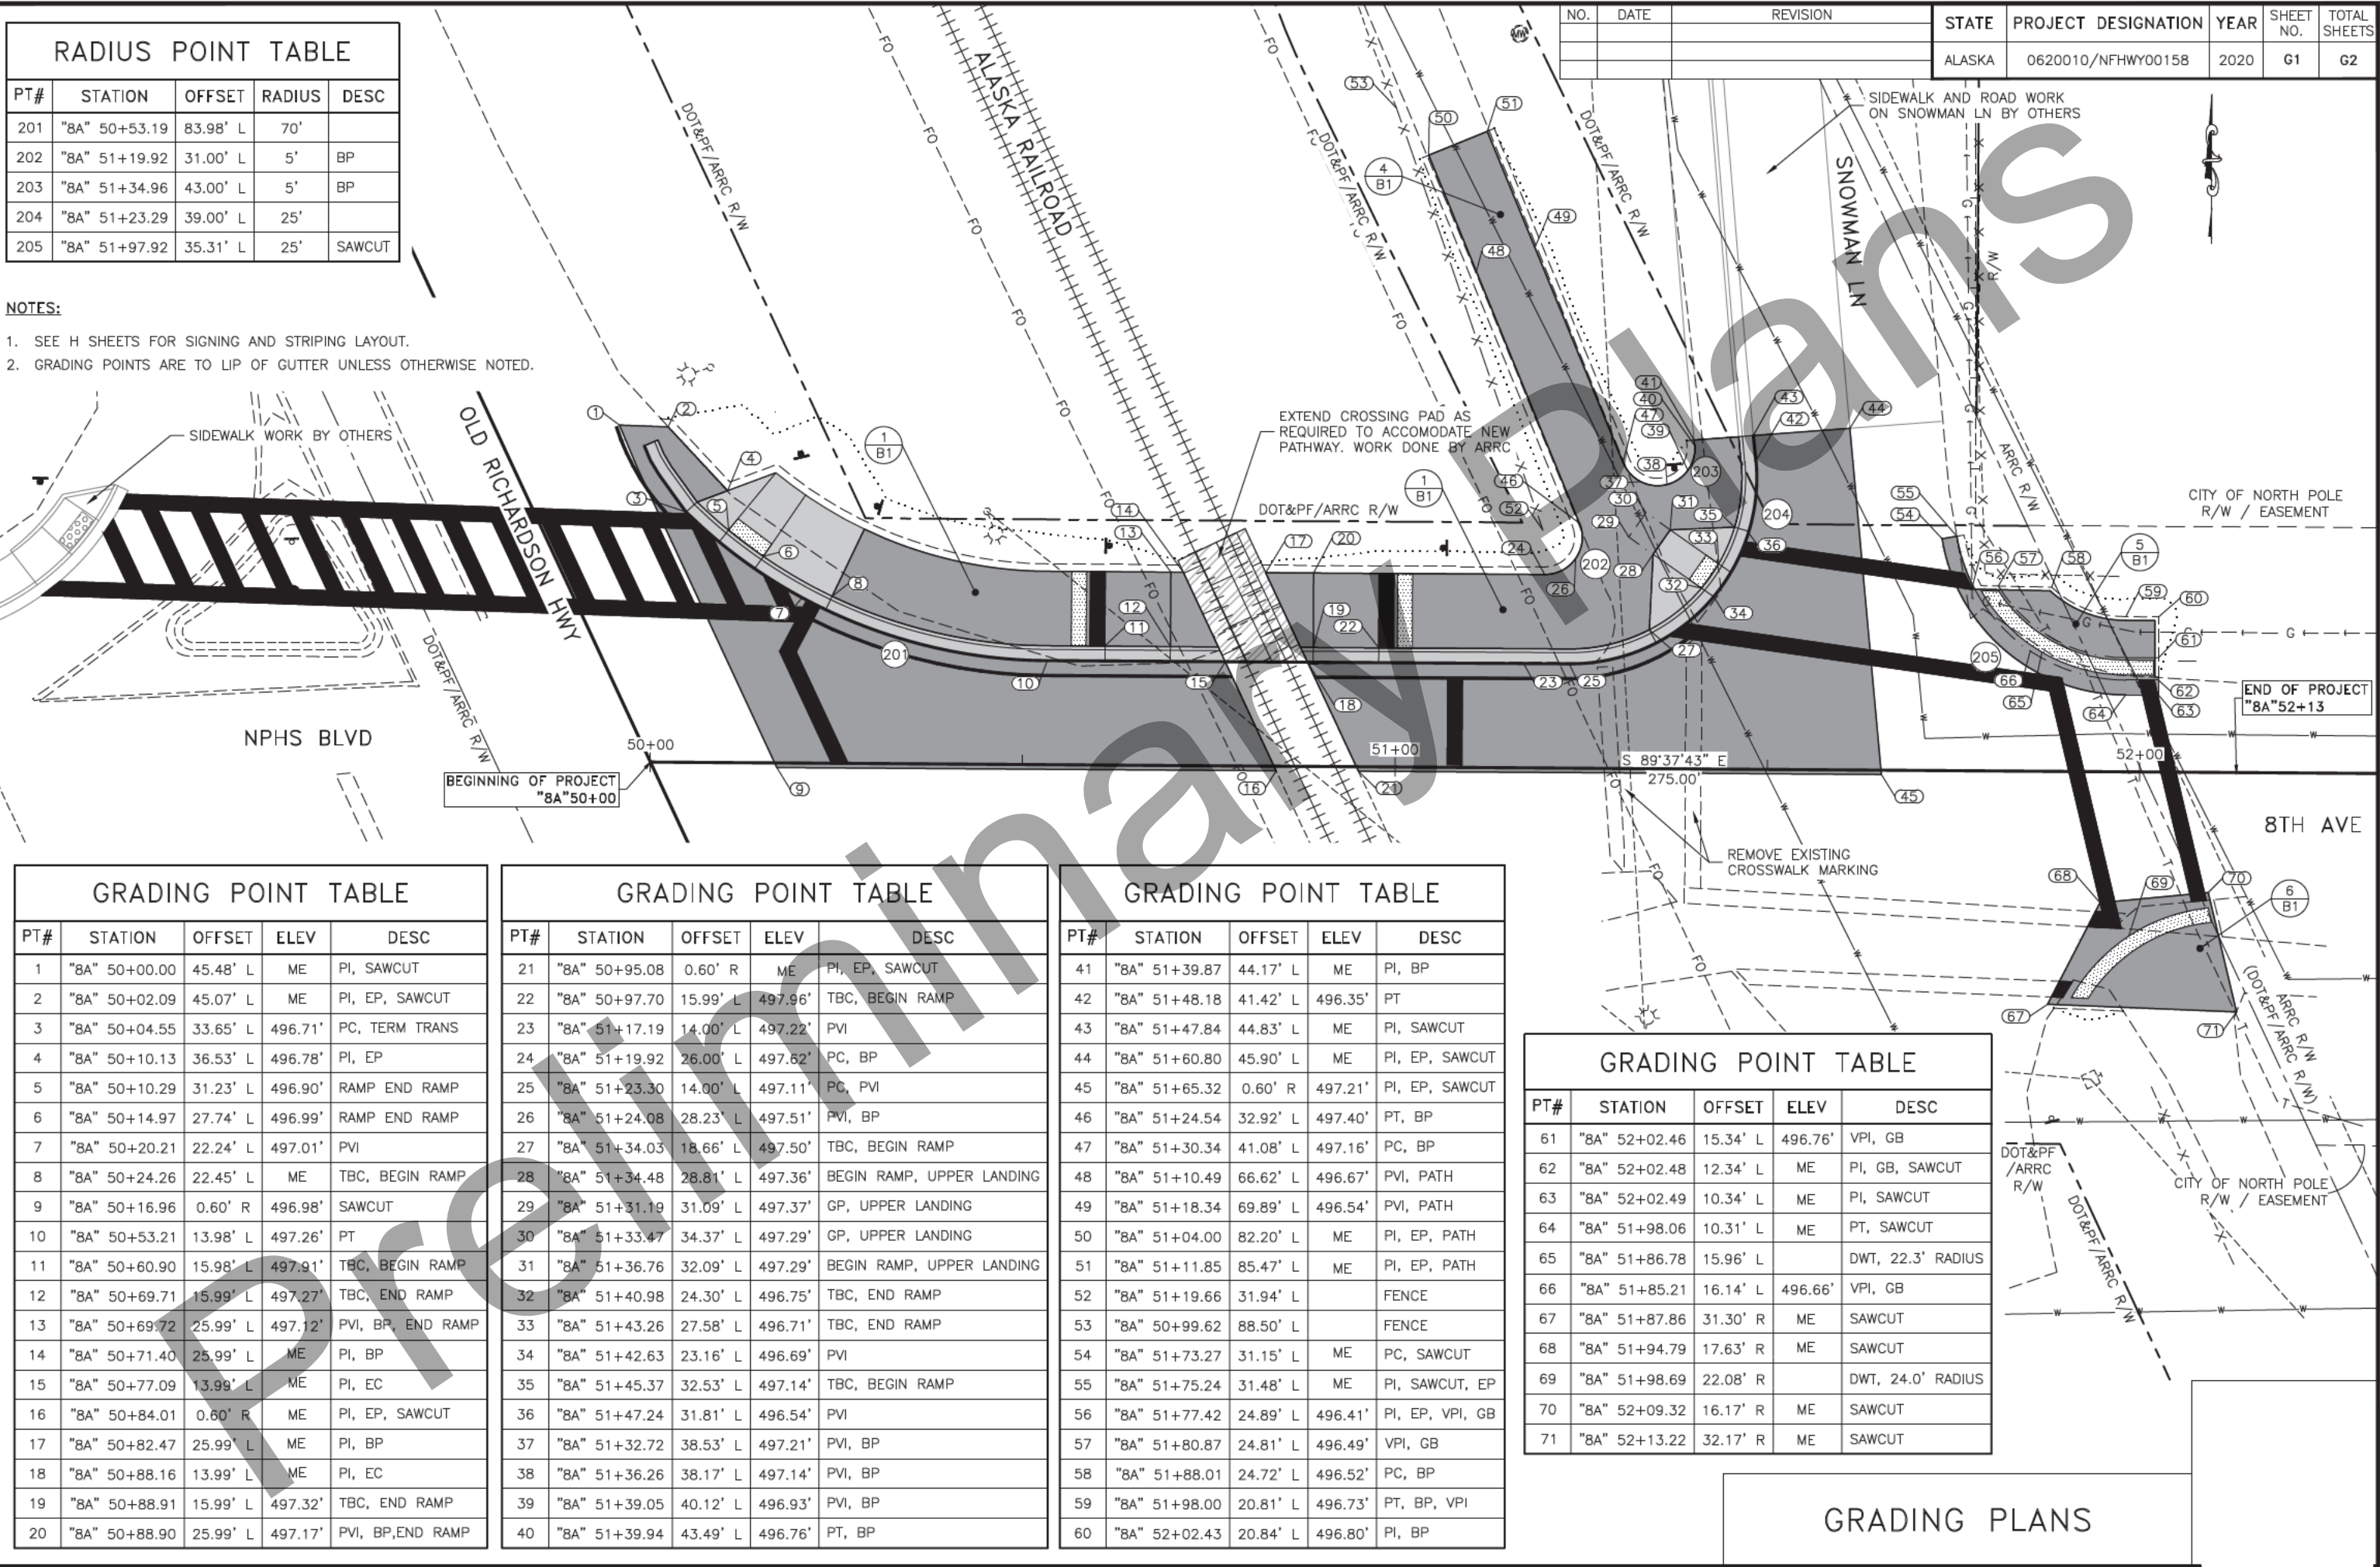 RADIUS POINT TABLE
PT# STATION OFFSET RADIUS DESC
201 "8A" 50+53.19 83.98' L 70'
202 "8A" 51+19.92 31.00' L 5' BP
203 "8A" 51+34.96 43.00' L 5' BP
204 "8A" 51+23.29 39.00' L 25'
205 "8A" 51+97.92 35.31' L 25' SAWCUT
NO. DATE REVISION
STATE PROJECT DESIGNATION YEAR SHEET NO. TOTAL SHEETS
ALASKA 0620010/NFHWY00158 2020 G1 G2
NOTES:
1. SEE H SHEETS FOR SIGNING AND STRIPING LAYOUT.
2. GRADING POINTS ARE TO LIP OF GUTTER UNLESS OTHERWISE NOTED.
SIDEWALK AND ROAD WORK
ON SNOWMAN LN BY OTHERS
ALASKA RAILROAD
SNOWMAN LN
DOT&PF/ARRC R/W
DOT&PF/ARRC R/W
DOT&PF/ARRC R/W
R/W
ARRC R/W
SIDEWALK WORK BY OTHERS
OLD RICHARDSON HWY
EXTEND CROSSING PAD AS
REQUIRED TO ACCOMODATE NEW
PATHWAY. WORK DONE BY ARRC
DOT&PF/ARRC R/W
CITY OF NORTH POLE
R/W / EASEMENT
1
B1
4
B1
1
B1
5
B1
6
B1
DOT&PF/ARRC R/W
NPHS BLVD
BEGINNING OF PROJECT
"8A"50+00
50+00
51+00
52+00
S 89°37'43" E
275.00'
END OF PROJECT
"8A"52+13
8TH AVE
REMOVE EXISTING
CROSSWALK MARKING
ARRC R/W
(DOT&PF/ARRC R/W)
DOT&PF
/ARRC
R/W
DOT&PF/ARRC R/W
CITY OF NORTH POLE
R/W / EASEMENT
Preliminary Plans
GRADING POINT TABLE
PT# STATION OFFSET ELEV DESC
1 "8A" 50+00.00 45.48' L ME PI, SAWCUT
2 "8A" 50+02.09 45.07' L ME PI, EP, SAWCUT
3 "8A" 50+04.55 33.65' L 496.71' PC, TERM TRANS
4 "8A" 50+10.13 36.53' L 496.78' PI, EP
5 "8A" 50+10.29 31.23' L 496.90' RAMP END RAMP
6 "8A" 50+14.97 27.74' L 496.99' RAMP END RAMP
7 "8A" 50+20.21 22.24' L 497.01' PVI
8 "8A" 50+24.26 22.45' L ME TBC, BEGIN RAMP
9 "8A" 50+16.96 0.60' R 496.98' SAWCUT
10 "8A" 50+53.21 13.98' L 497.26' PT
11 "8A" 50+60.90 15.98' L 497.91' TBC, BEGIN RAMP
12 "8A" 50+69.71 15.99' L 497.27' TBC, END RAMP
13 "8A" 50+69.72 25.99' L 497.12' PVI, BP, END RAMP
14 "8A" 50+71.40 25.99' L ME PI, BP
15 "8A" 50+77.09 13.99' L ME PI, EC
16 "8A" 50+84.01 0.60' R ME PI, EP, SAWCUT
17 "8A" 50+82.47 25.99' L ME PI, BP
18 "8A" 50+88.16 13.99' L ME PI, EC
19 "8A" 50+88.91 15.99' L 497.32' TBC, END RAMP
20 "8A" 50+88.90 25.99' L 497.17' PVI, BP,END RAMP
GRADING POINT TABLE
PT# STATION OFFSET ELEV DESC
21 "8A" 50+95.08 0.60' R ME PI, EP, SAWCUT
22 "8A" 50+97.70 15.99' L 497.96' TBC, BEGIN RAMP
23 "8A" 51+17.19 14.00' L 497.22' PVI
24 "8A" 51+19.92 26.00' L 497.62' PC, BP
25 "8A" 51+23.30 14.00' L 497.11' PC, PVI
26 "8A" 51+24.08 28.23' L 497.51' PVI, BP
27 "8A" 51+34.03 18.66' L 497.50' TBC, BEGIN RAMP
28 "8A" 51+34.48 28.81' L 497.36' BEGIN RAMP, UPPER LANDING
29 "8A" 51+31.19 31.09' L 497.37' GP, UPPER LANDING
30 "8A" 51+33.47 34.37' L 497.29' GP, UPPER LANDING
31 "8A" 51+36.76 32.09' L 497.29' BEGIN RAMP, UPPER LANDING
32 "8A" 51+40.98 24.30' L 496.75' TBC, END RAMP
33 "8A" 51+43.26 27.58' L 496.71' TBC, END RAMP
34 "8A" 51+42.63 23.16' L 496.69' PVI
35 "8A" 51+45.37 32.53' L 497.14' TBC, BEGIN RAMP
36 "8A" 51+47.24 31.81' L 496.54' PVI
37 "8A" 51+32.72 38.53' L 497.21' PVI, BP
38 "8A" 51+36.26 38.17' L 497.14' PVI, BP
39 "8A" 51+39.05 40.12' L 496.93' PVI, BP
40 "8A" 51+39.94 43.49' L 496.76' PT, BP
GRADING POINT TABLE
PT# STATION OFFSET ELEV DESC
41 "8A" 51+39.87 44.17' L ME PI, BP
42 "8A" 51+48.18 41.42' L 496.35' PT
43 "8A" 51+47.84 44.83' L ME PI, SAWCUT
44 "8A" 51+60.80 45.90' L ME PI, EP, SAWCUT
45 "8A" 51+65.32 0.60' R 497.21' PI, EP, SAWCUT
46 "8A" 51+24.54 32.92' L 497.40' PT, BP
47 "8A" 51+30.34 41.08' L 497.16' PC, BP
48 "8A" 51+10.49 66.62' L 496.67' PVI, PATH
49 "8A" 51+18.34 69.89' L 496.54' PVI, PATH
50 "8A" 51+04.00 82.20' L ME PI, EP, PATH
51 "8A" 51+11.85 85.47' L ME PI, EP, PATH
52 "8A" 51+19.66 31.94' L FENCE
53 "8A" 50+99.62 88.50' L FENCE
54 "8A" 51+73.27 31.15' L ME PC, SAWCUT
55 "8A" 51+75.24 31.48' L ME PI, SAWCUT, EP
56 "8A" 51+77.42 24.89' L 496.41' PI, EP, VPI, GB
57 "8A" 51+80.87 24.81' L 496.49' VPI, GB
58 "8A" 51+88.01 24.72' L 496.52' PC, BP
59 "8A" 51+98.00 20.81' L 496.73' PT, BP, VPI
60 "8A" 52+02.43 20.84' L 496.80' PI, BP
GRADING POINT TABLE
PT# STATION OFFSET ELEV DESC
61 "8A" 52+02.46 15.34' L 496.76' VPI, GB
62 "8A" 52+02.48 12.34' L ME PI, GB, SAWCUT
63 "8A" 52+02.49 10.34' L ME PI, SAWCUT
64 "8A" 51+98.06 10.31' L ME PT, SAWCUT
65 "8A" 51+86.78 15.96' L DWT, 22.3' RADIUS
66 "8A" 51+85.21 16.14' L 496.66' VPI, GB
67 "8A" 51+87.86 31.30' R ME SAWCUT
68 "8A" 51+94.79 17.63' R ME SAWCUT
69 "8A" 51+98.69 22.08' R DWT, 24.0' RADIUS
70 "8A" 52+09.32 16.17' R ME SAWCUT
71 "8A" 52+13.22 32.17' R ME SAWCUT
GRADING PLANS